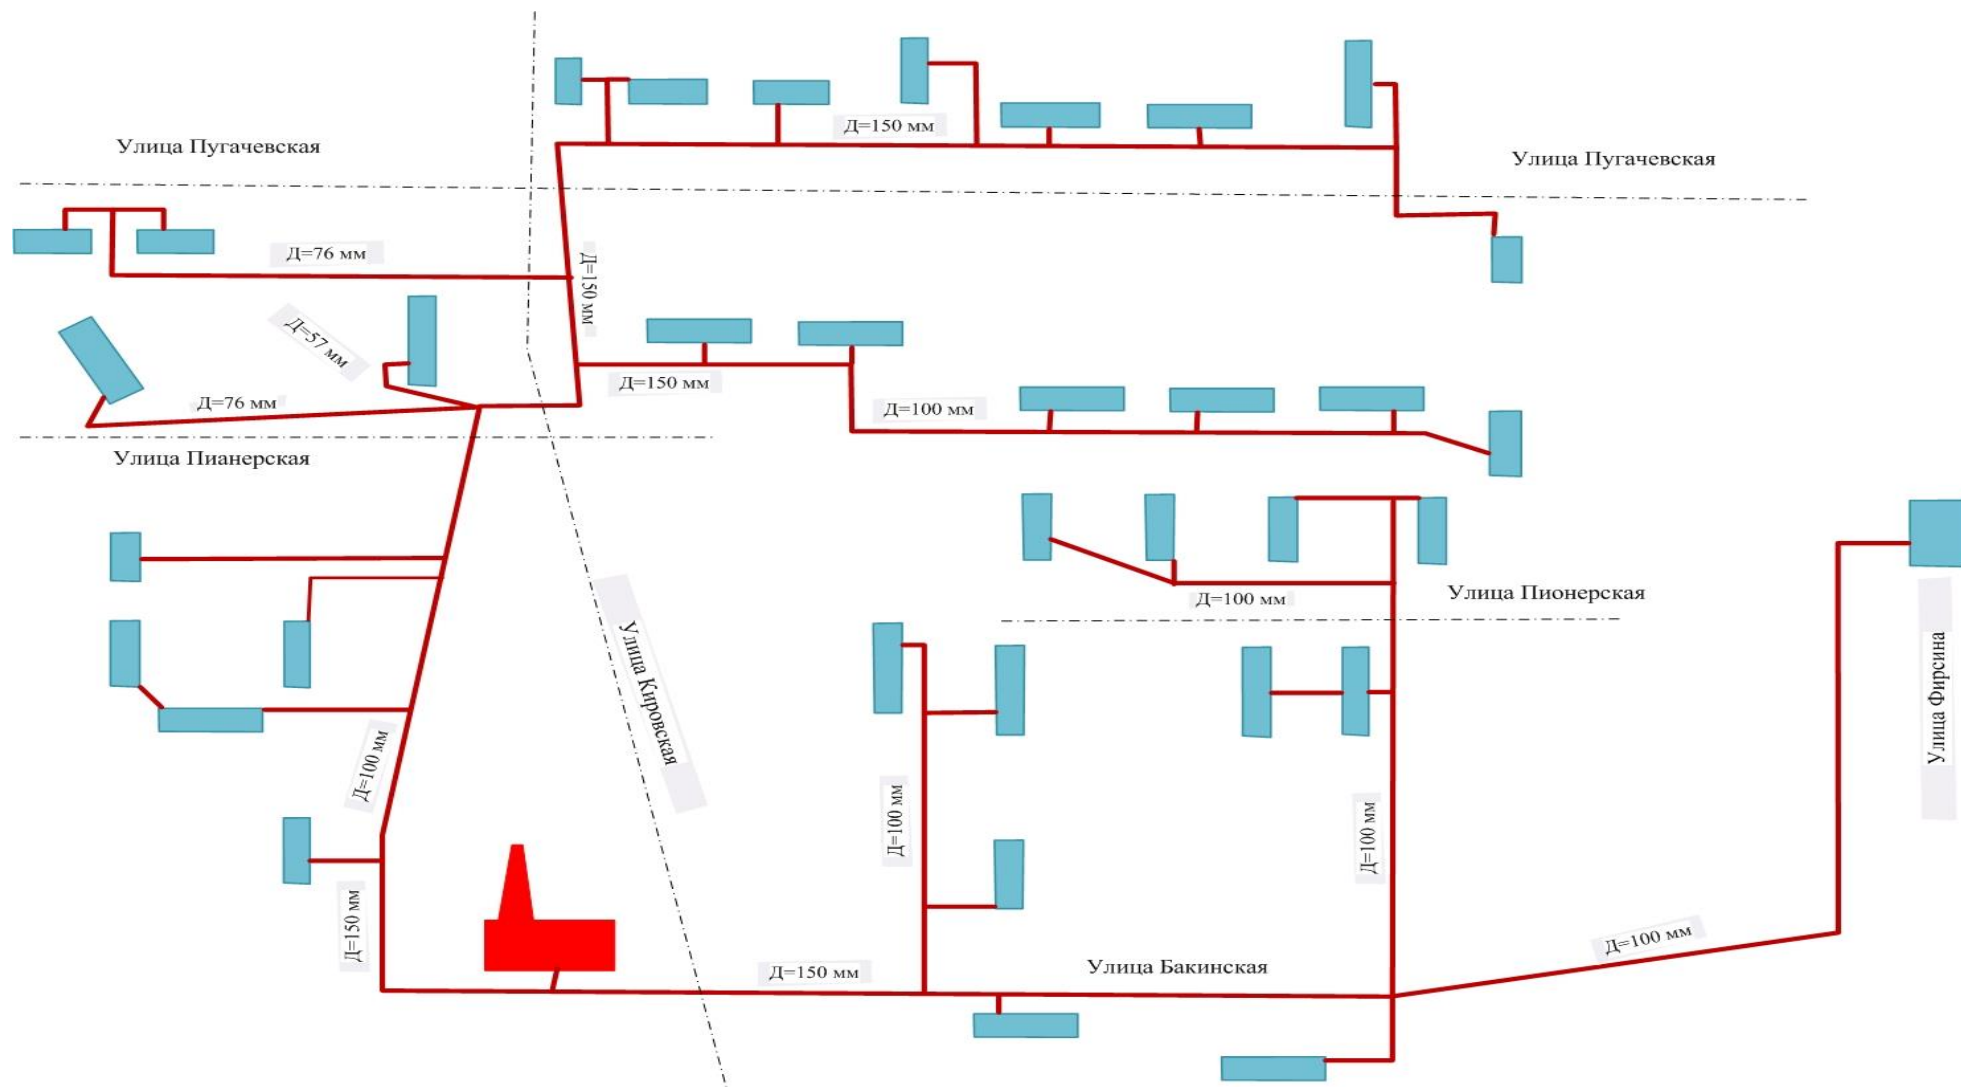 Д=150 мм
Улица Пугачевская
Улица Пугачевская
Д=76 мм
Д=150 мм
Д=57 мм
Д=150 мм
Д=76 мм
Д=100 мм
Улица Пианерская
Д=100 мм
Улица Пионерская
Улица Кировская
Улица Фирсина
Д=100 мм
Д=100 мм
Д=100 мм
Д=150 мм
Д=100 мм
Д=150 мм
Улица Бакинская